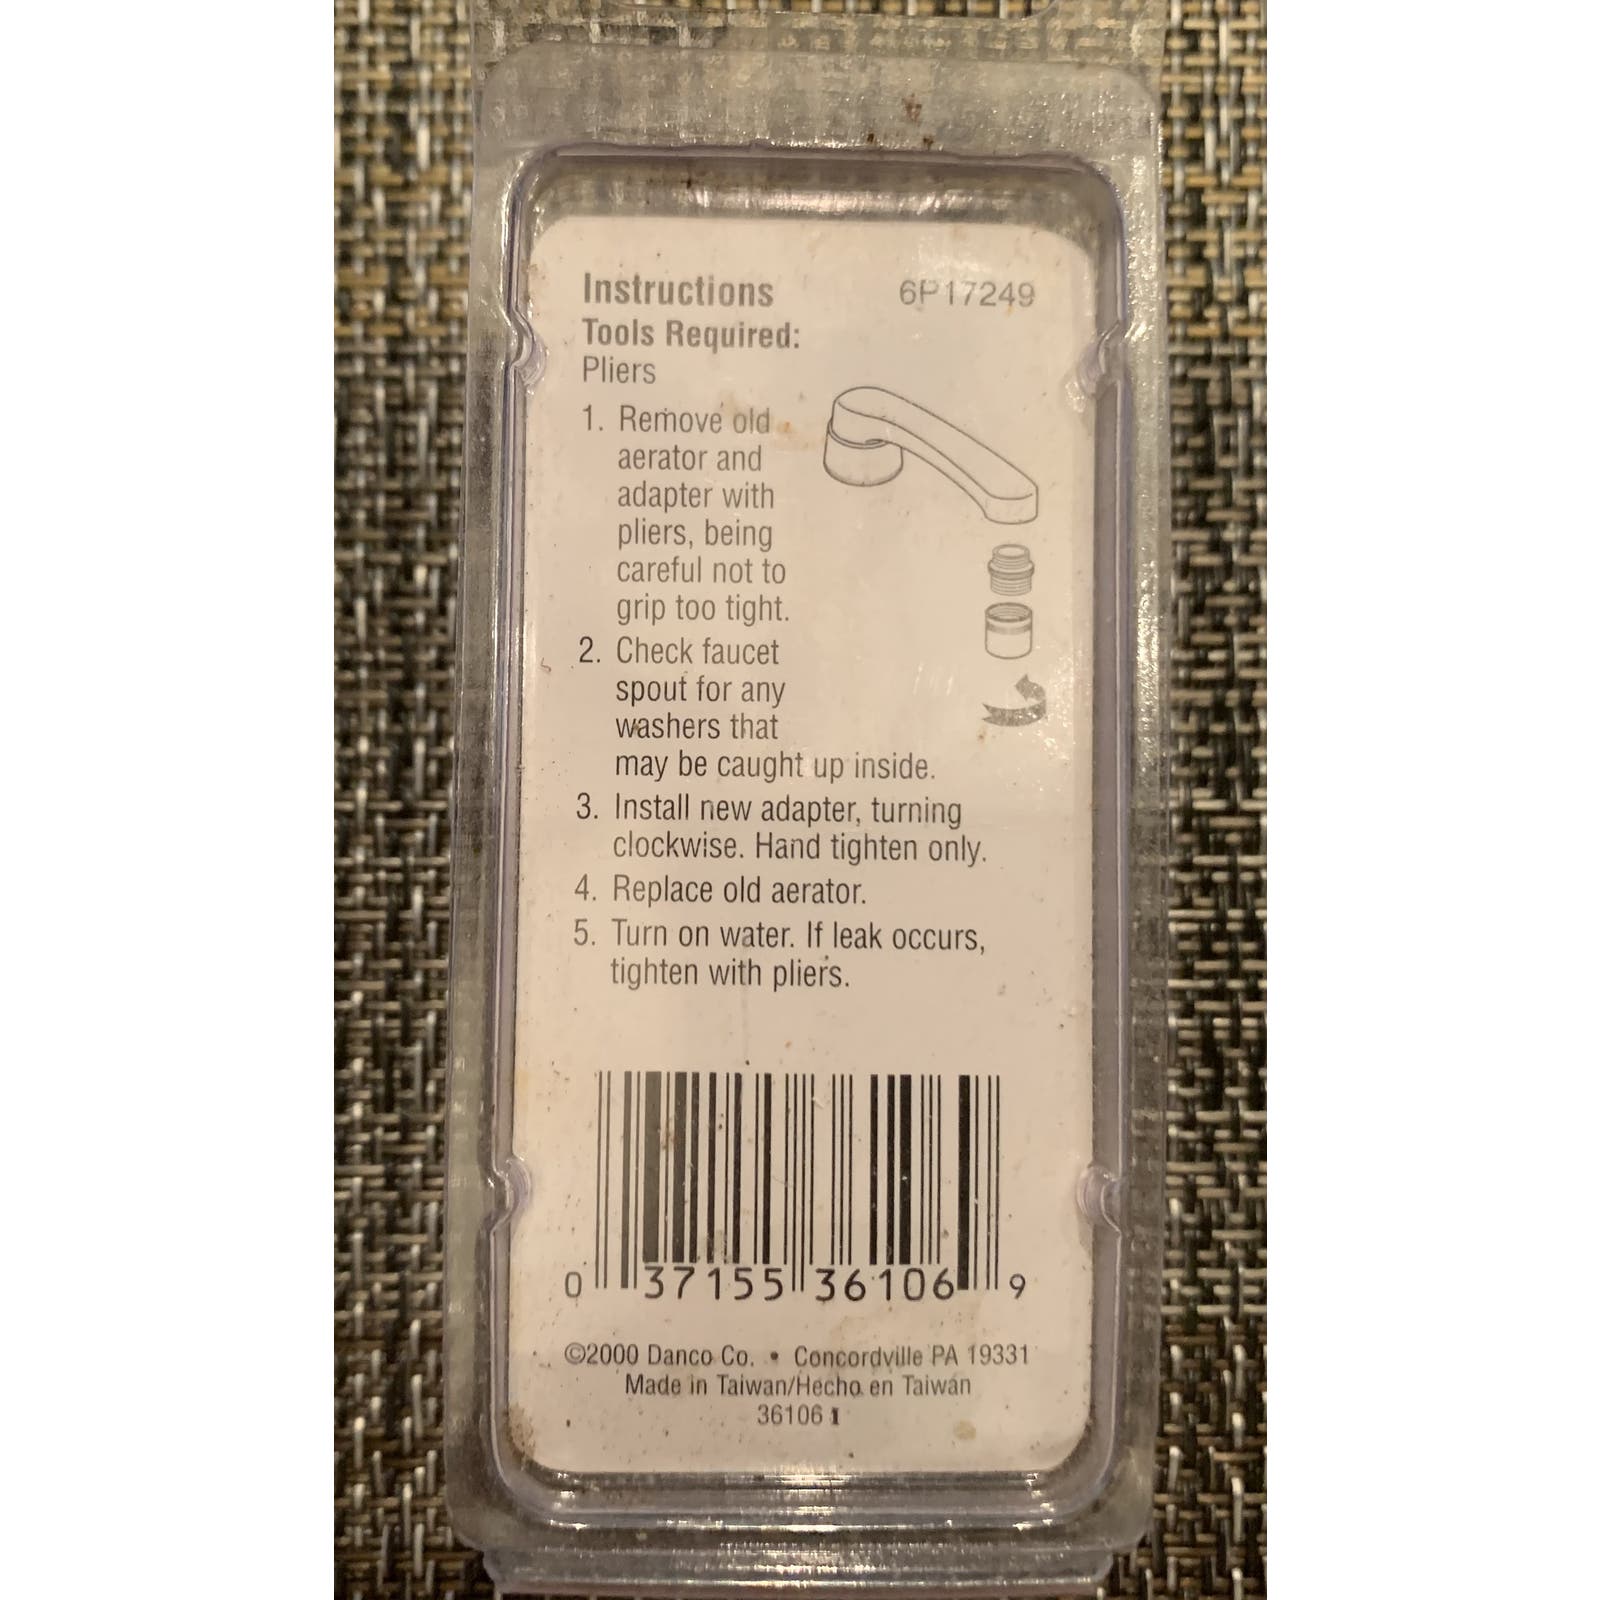 Instructions 6P17249
Tools Required:
Pliers
1. Remove old
aerator and
adapter with
pliers, being
careful not to
grip too tight.
2. Check faucet
spout for any
washers that
may be caught up inside.
3. Install new adapter, turning
clockwise. Hand tighten only.
4. Replace old aerator.
5. Turn on water. If leak occurs,
tighten with pliers.
0 37155 36106 9
©2000 Danco Co. • Concordville PA 19331
Made in Taiwan/Hecho en Taiwán
36106 1